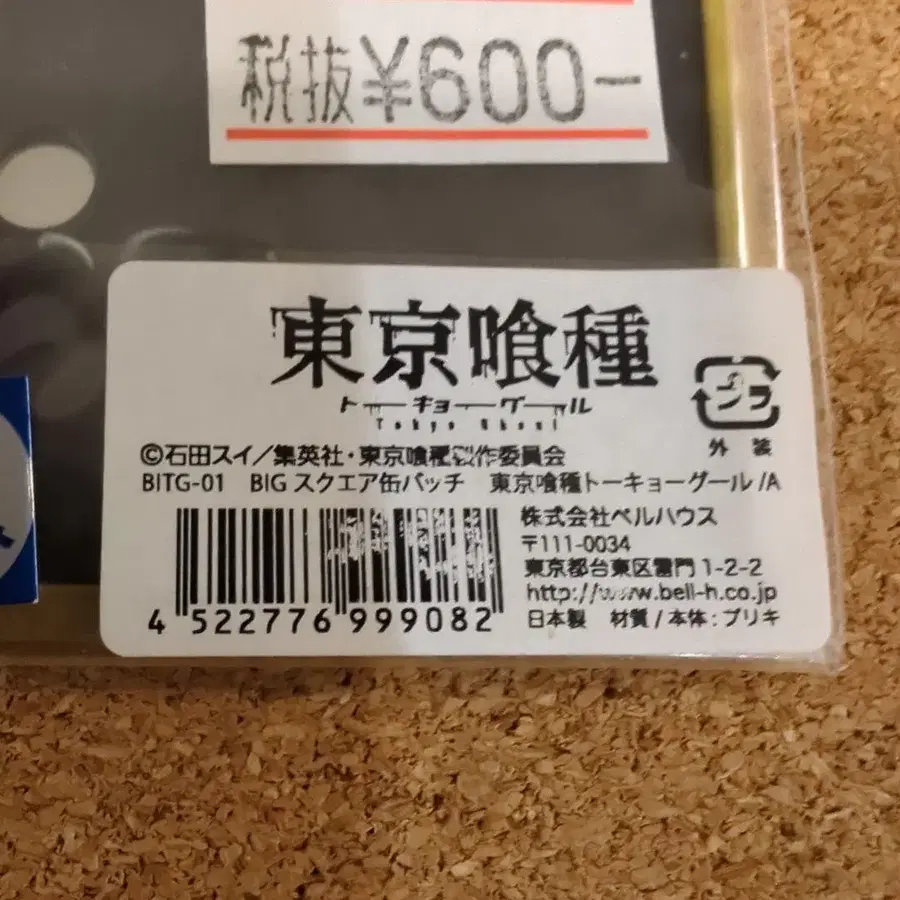 税抜¥600-
東京喰種
トーキョーグール
Tokyo Ghoul
プラ
外装
©石田スイ/集英社・東京喰種製作委員会
BITG-01 BIG スクエア缶バッチ 東京喰種トーキョーグール/A
株式会社ベルハウス
〒111-0034
東京都台東区雷門1-2-2
http://www.bell-h.co.jp
日本製 材質/本体:ブリキ
4 522776 999082